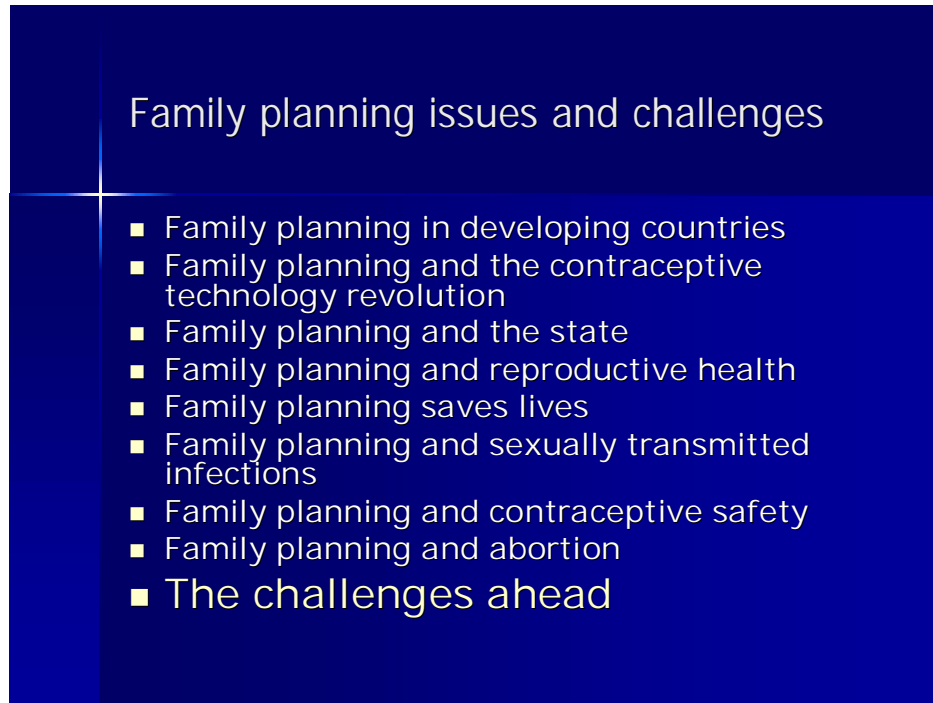 Family planning issues and challenges
■ Family planning in developing countries
■ Family planning and the contraceptive
technology revolution
■ Family planning and the state
■ Family planning and reproductive health
■ Family planning saves lives
■ Family planning and sexually transmitted
infections
■ Family planning and contraceptive safety
■ Family planning and abortion
■ The challenges ahead